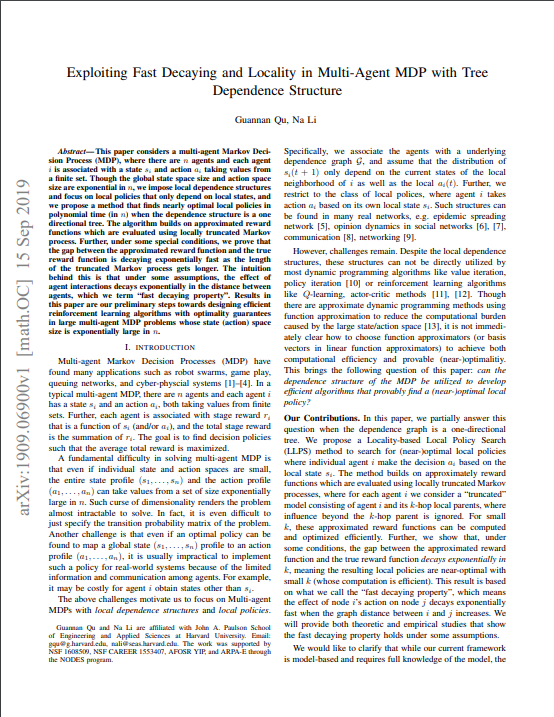 arXiv:1909.06900v1 [math.OC] 15 Sep 2019
Exploiting Fast Decaying and Locality in Multi-Agent MDP with Tree
Dependence Structure
Guannan Qu, Na Li
Abstract— This paper considers a multi-agent Markov Deci-
sion Process (MDP), where there are n agents and each agent
i is associated with a state si and action ai taking values from
a finite set. Though the global state space size and action space
size are exponential in n, we impose local dependence structures
and focus on local policies that only depend on local states, and
we propose a method that finds nearly optimal local policies in
polynomial time (in n) when the dependence structure is a one
directional tree. The algorithm builds on approximated reward
functions which are evaluated using locally truncated Markov
process. Further, under some special conditions, we prove that
the gap between the approximated reward function and the true
reward function is decaying exponentially fast as the length
of the truncated Markov process gets longer. The intuition
behind this is that under some assumptions, the effect of
agent interactions decays exponentially in the distance between
agents, which we term “fast decaying property”. Results in
this paper are our preliminary steps towards designing efficient
reinforcement learning algorithms with optimality guarantees
in large multi-agent MDP problems whose state (action) space
is exponentially large in n.
I. INTRODUCTION
Multi-agent Markov Decision Processes (MDP) have
found many applications such as robot swarms, game play,
queuing networks, and cyber-physcial systems [1]–[4]. In a
typical multi-agent MDP, there are n agents and each agent i
has a state si and an action ai, both taking values from finite
sets. Further, each agent is associated with stage reward ri
that is a function of si (and/or ai), and the total stage reward
is the summation of ri. The goal is to find decision policies
such that the average total reward is maximized.
A fundamental difficulty in solving multi-agent MDP is
that even if individual state and action spaces are small,
the entire state profile (s1, . . . , sn) and the action profile
(a1, . . . , an) can take values from a set of size exponentially
large in n. Such curse of dimensionality renders the problem
almost intractable to solve. In fact, it is even difficult to
just specify the transition probability matrix of the problem.
Another challenge is that even if an optimal policy can be
found to map a global state (s1, . . . , sn) profile to an action
profile (a1, . . . , an), it is usually impractical to implement
such a policy for real-world systems because of the limited
information and communication among agents. For example,
it may be costly for agent i obtain states other than si.
The above challenges motivate us to focus on Multi-agent
MDPs with local dependence structures and local policies.
Guannan Qu and Na Li are affiliated with John A. Paulson School
of Engineering and Applied Sciences at Harvard University. Email:
gqu@g.harvard.edu, nali@seas.harvard.edu. The work was supported by
NSF 1608509, NSF CAREER 1553407, AFOSR YIP, and ARPA-E through
the NODES program.
Specifically, we associate the agents with a underlying
dependence graph G, and assume that the distribution of
si(t + 1) only depend on the current states of the local
neighborhood of i as well as the local ai(t). Further, we
restrict to the class of local polices, where agent i takes
action ai based on its own local state si. Such structures can
be found in many real networks, e.g. epidemic spreading
network [5], opinion dynamics in social networks [6], [7],
communication [8], networking [9].
However, challenges remain. Despite the local dependence
structures, these structures can not be directly utilized by
most dynamic programming algorithms like value iteration,
policy iteration [10] or reinforcement learning algorithms
like Q-learning, actor-critic methods [11], [12]. Though
there are approximate dynamic programming methods using
function approximation to reduce the computational burden
caused by the large state/action space [13], it is not immedi-
ately clear how to choose function approximators (or basis
vectors in linear function approximators) to achieve both
computational efficiency and provable (near-)optimality.
This brings the following question of this paper: can the
dependence structure of the MDP be utilized to develop
efficient algorithms that provably find a (near-)optimal local
policy?
Our Contributions. In this paper, we partially answer this
question when the dependence graph is a one-directional
tree. We propose a Locality-based Local Policy Search
(LLPS) method to search for (near-)optimal local policies
where individual agent i make the decision ai based on the
local state si. The method builds on approximately reward
functions which are evaluated using locally truncated Markov
processes, where for each agent i we consider a “truncated”
model consisting of agent i and its k-hop local parents, where
influence beyond the k-hop parent is ignored. For small
k, these approximated reward functions can be computed
and optimized efficiently. Further, we show that, under
some conditions, the gap between the approximated reward
function and the true reward function decays exponentially in
k, meaning the resulting local policies are near-optimal with
small k (whose computation is efficient). This result is based
on what we call the “fast decaying property”, which means
the effect of node i’s action on node j decays exponentially
fast when the graph distance between i and j increases. We
will provide both theoretic and empirical studies that show
the fast decaying property holds under some assumptions.
We would like to clarify that while our current framework
is model-based and requires full knowledge of the model, the